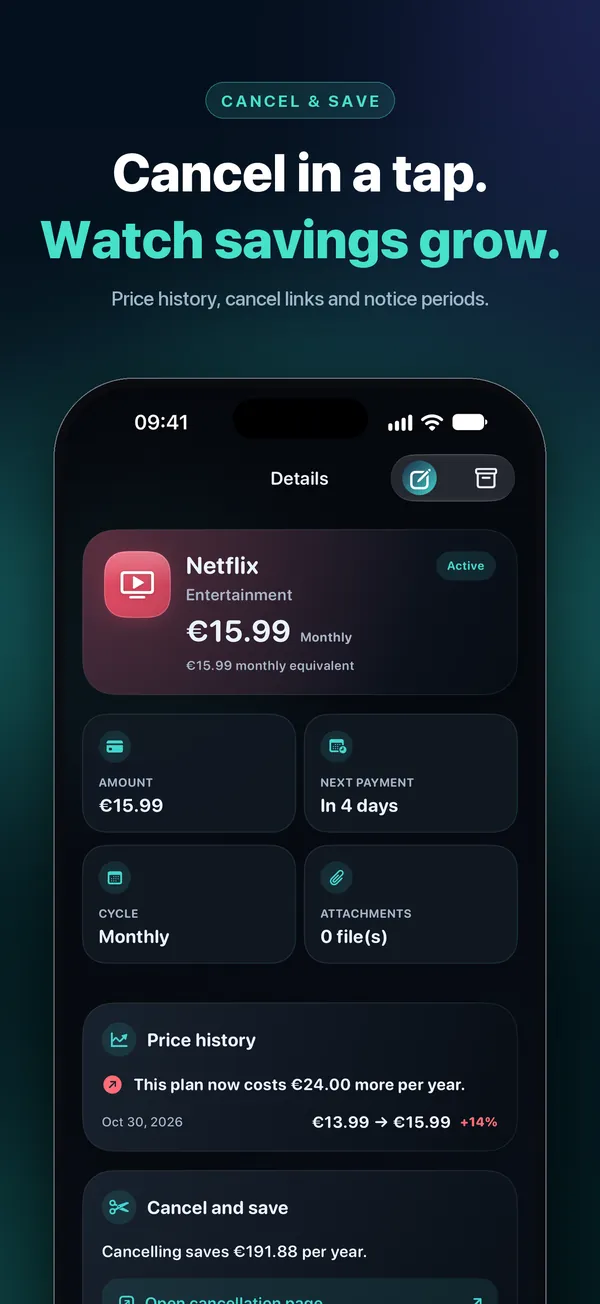 CANCEL & SAVE
Cancel in a tap.
Watch savings grow.
Price history, cancel links and notice periods.
09:41
Details
Netflix
Active
Entertainment
€15.99 Monthly
€15.99 monthly equivalent
AMOUNT
€15.99
NEXT PAYMENT
In 4 days
CYCLE
Monthly
ATTACHMENTS
0 file(s)
Price history
This plan now costs €24.00 more per year.
Oct 30, 2026 €13.99 → €15.99 +14%
Cancel and save
Cancelling saves €191.88 per year.
Open cancellation page